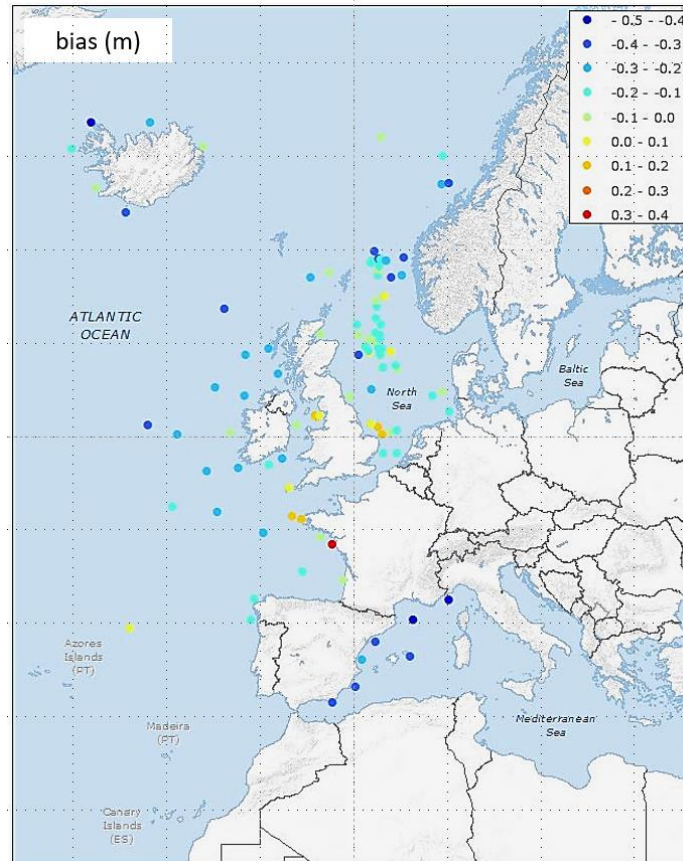 bias (m)
- 0.5 - -0.4
-0.4 - -0.3
-0.3 - -0.2
-0.2 - -0.1
-0.1 - 0.0
0.0 - 0.1
0.1 - 0.2
0.2 - 0.3
0.3 - 0.4
ATLANTIC
OCEAN
Baltic
Sea
North
Sea
Azores
Islands
(PT)
Madeira
(PT)
Mediterranean
Sea
Canary
Islands
(ES)